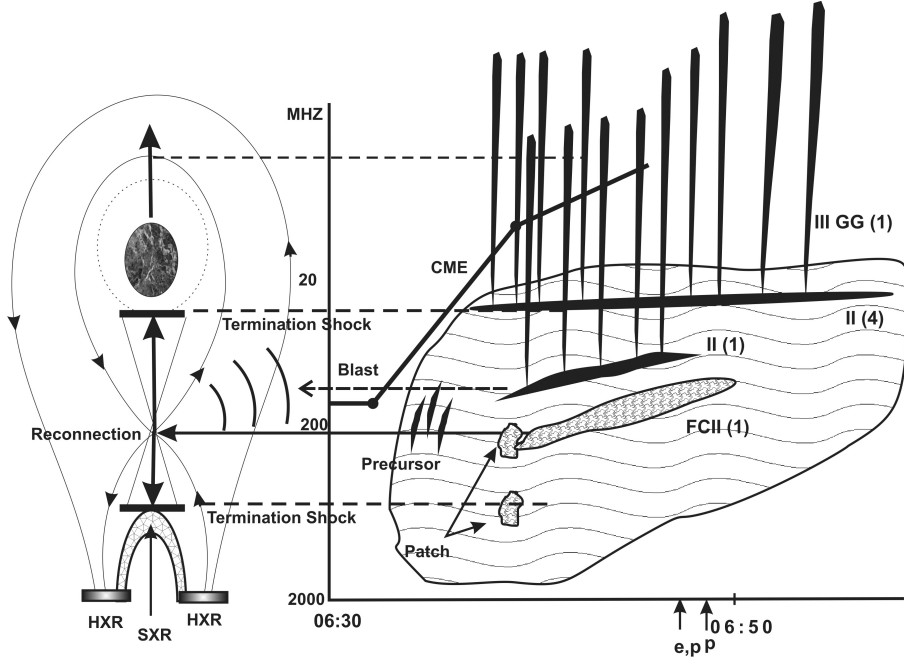 MHZ
III GG (1)
CME
20
Termination Shock
II (4)
II (1)
Blast
Reconnection
200
FCII (1)
Precursor
Termination Shock
Patch
2000
HXR
HXR
SXR
06:30
06:50
e,p
p